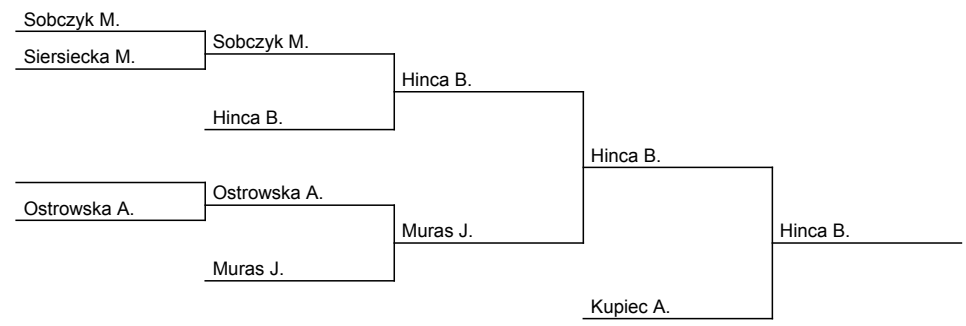 Sobczyk M.
Siersiecka M.
Sobczyk M.
Hinca B.
Hinca B.
Ostrowska A.
Ostrowska A.
Muras J.
Muras J.
Hinca B.
Kupiec A.
Hinca B.